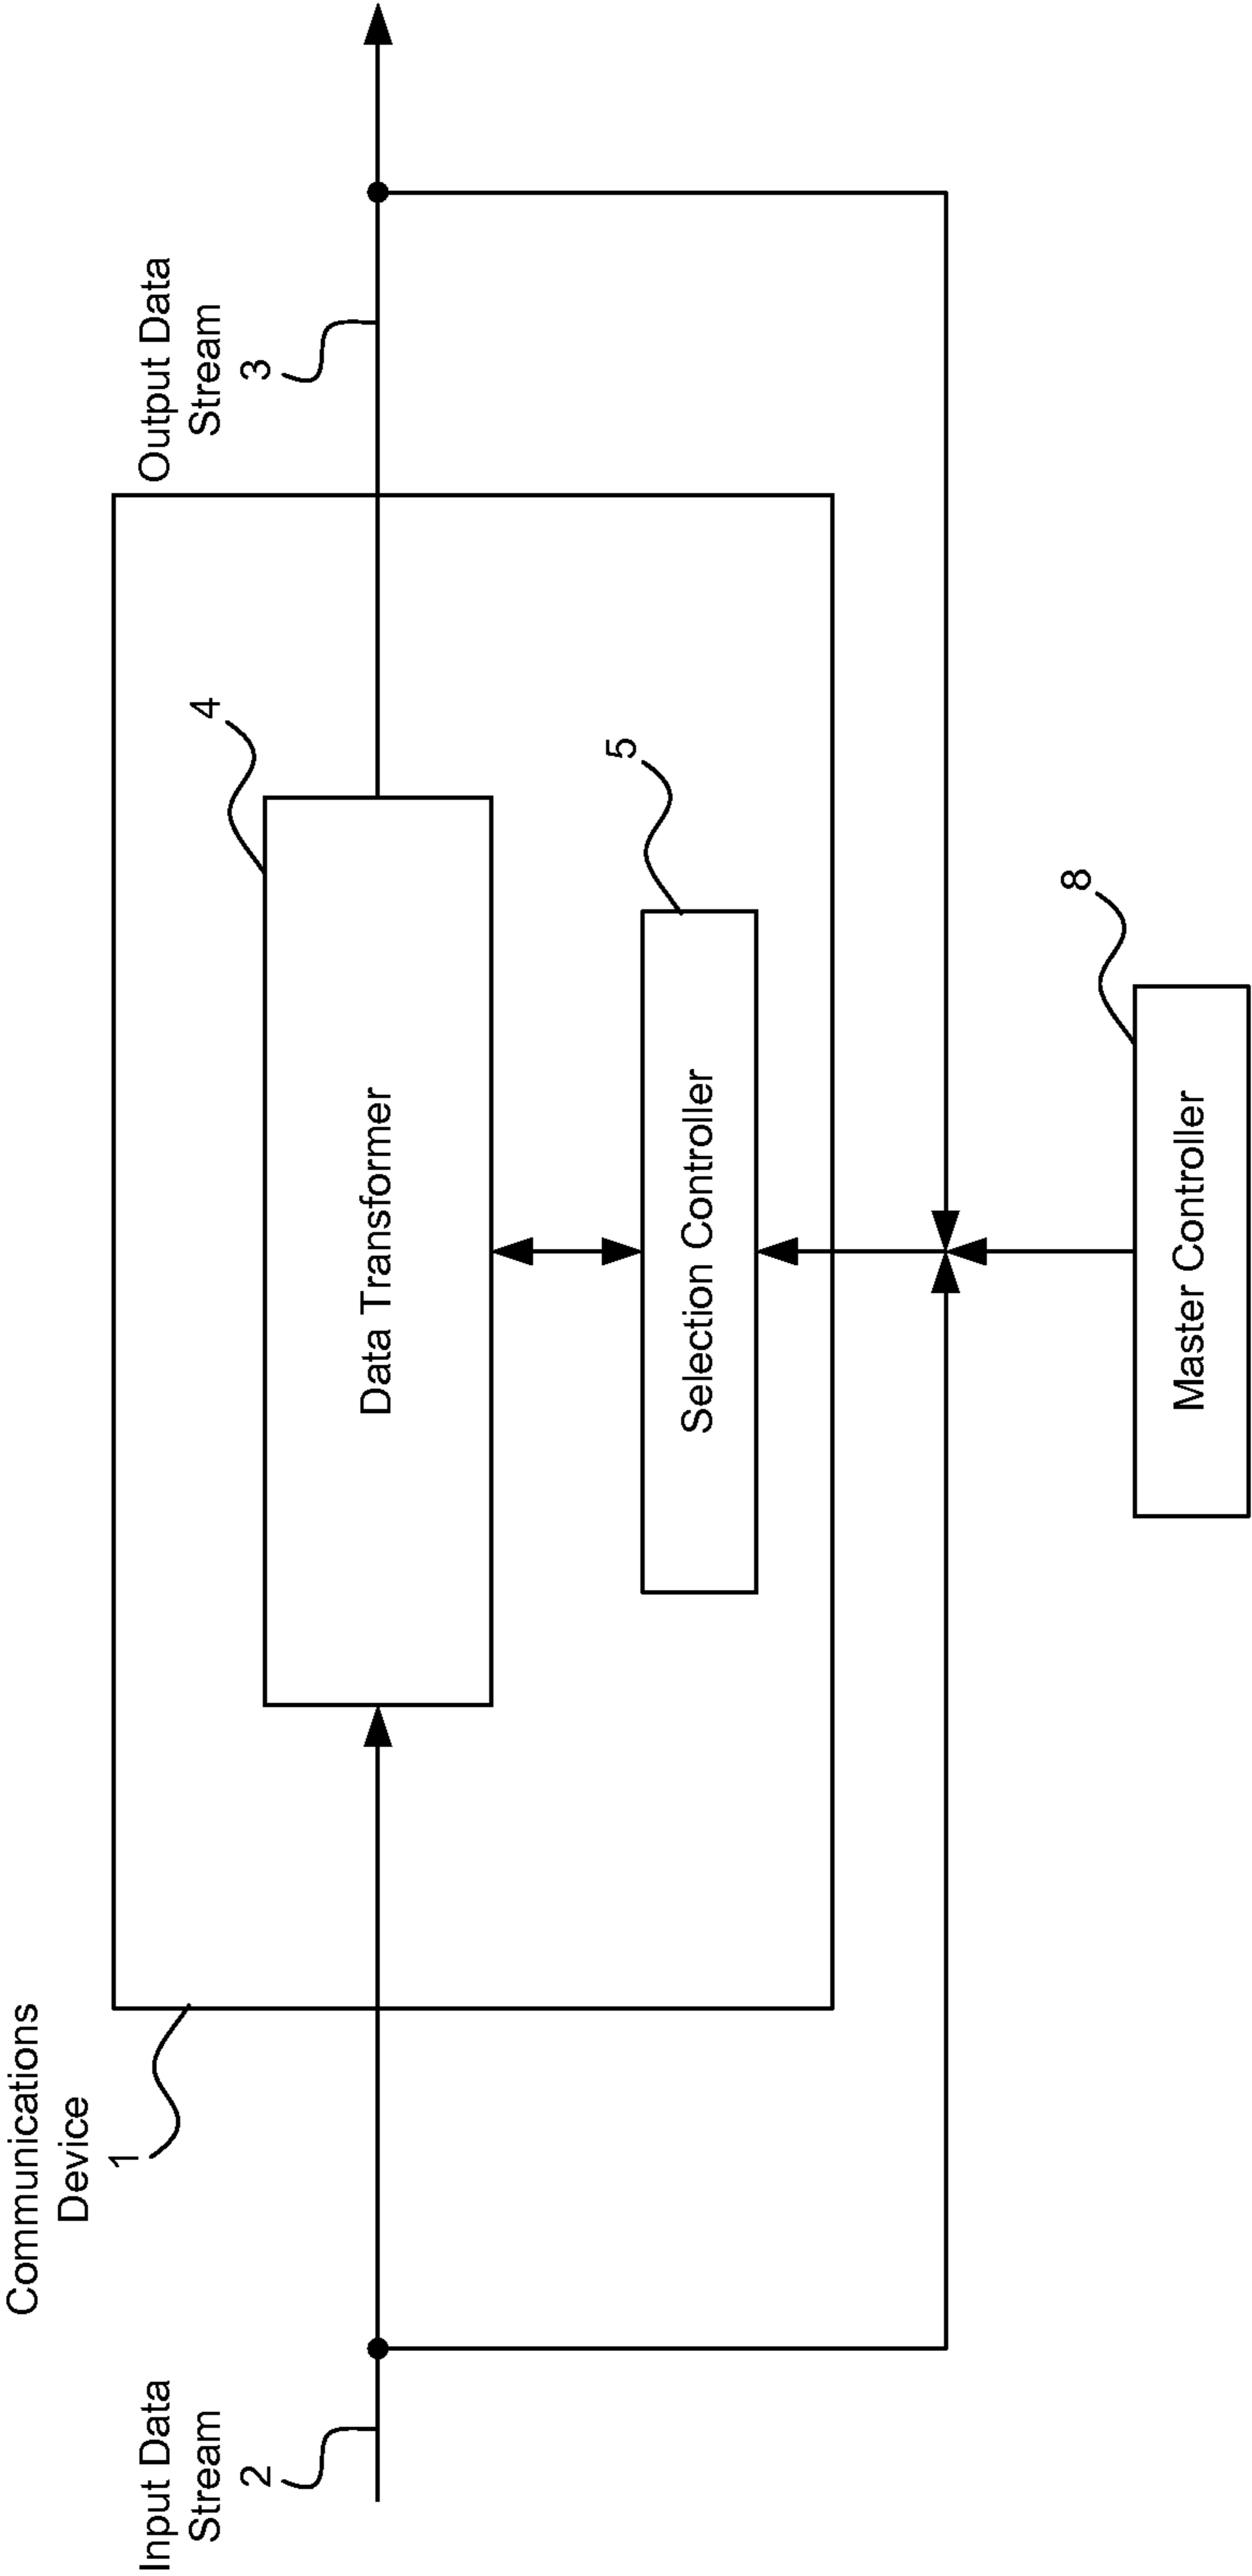 Communications
Device
1
Input Data
Stream
2
Output Data
Stream
3
4
Data Transformer
5
Selection Controller
8
Master Controller